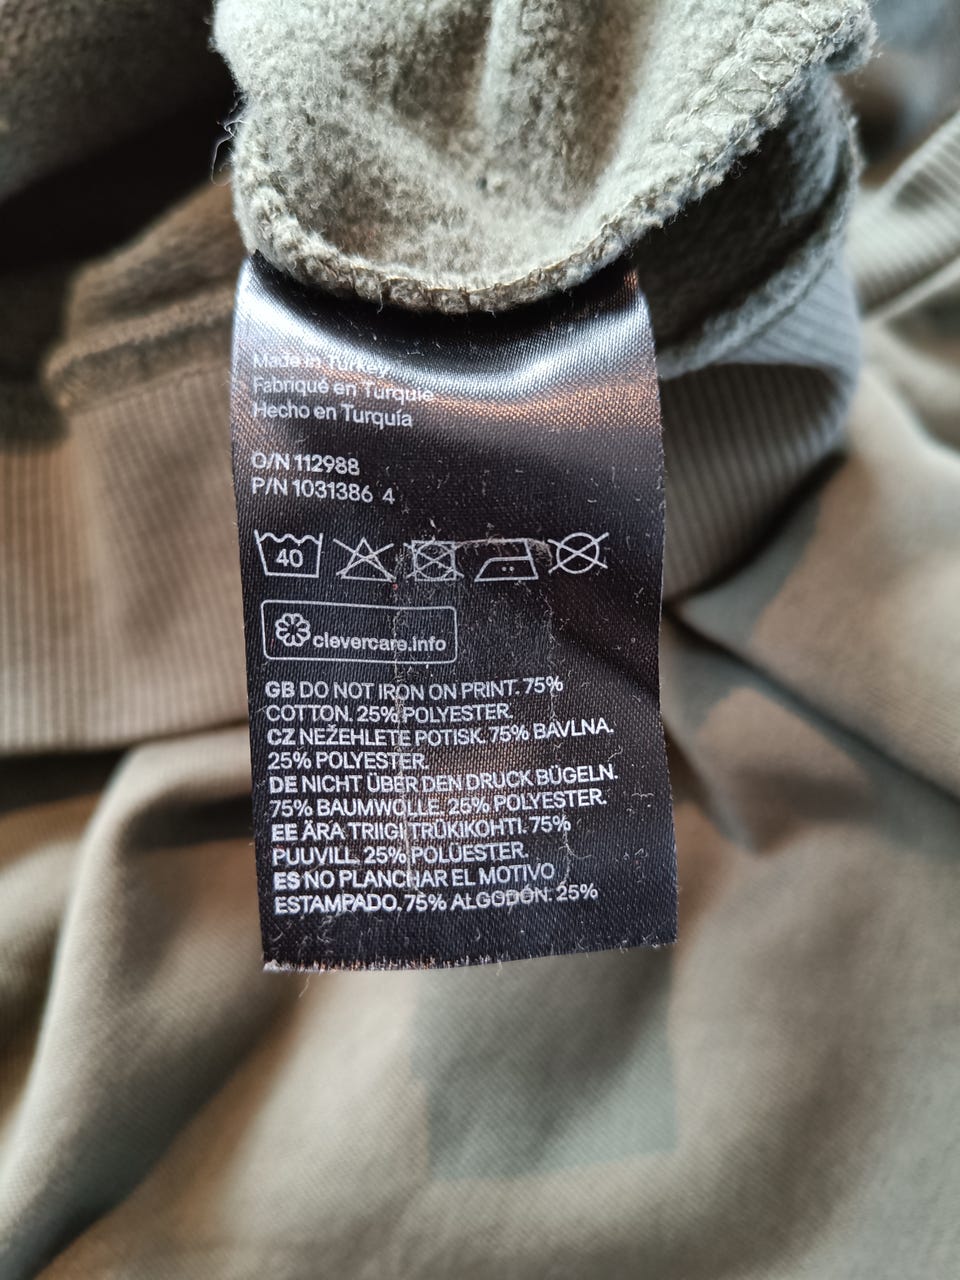 Made in Turkey
Fabriqué en Turquie
Hecho en Turquía
O/N 112988
P/N 1031386 4
40
clevercare.info
GB DO NOT IRON ON PRINT. 75%
COTTON. 25% POLYESTER.
CZ NEŽEHLETE POTISK. 75% BAVLNA.
25% POLYESTER.
DE NICHT ÜBER DEN DRUCK BÜGELN.
75% BAUMWOLLE. 25% POLYESTER.
EE ÄRA TRIIGI TRÜKIKOHTI. 75%
PUUVILL. 25% POLÜESTER.
ES NO PLANCHAR EL MOTIVO
ESTAMPADO. 75% ALGODÓN. 25%